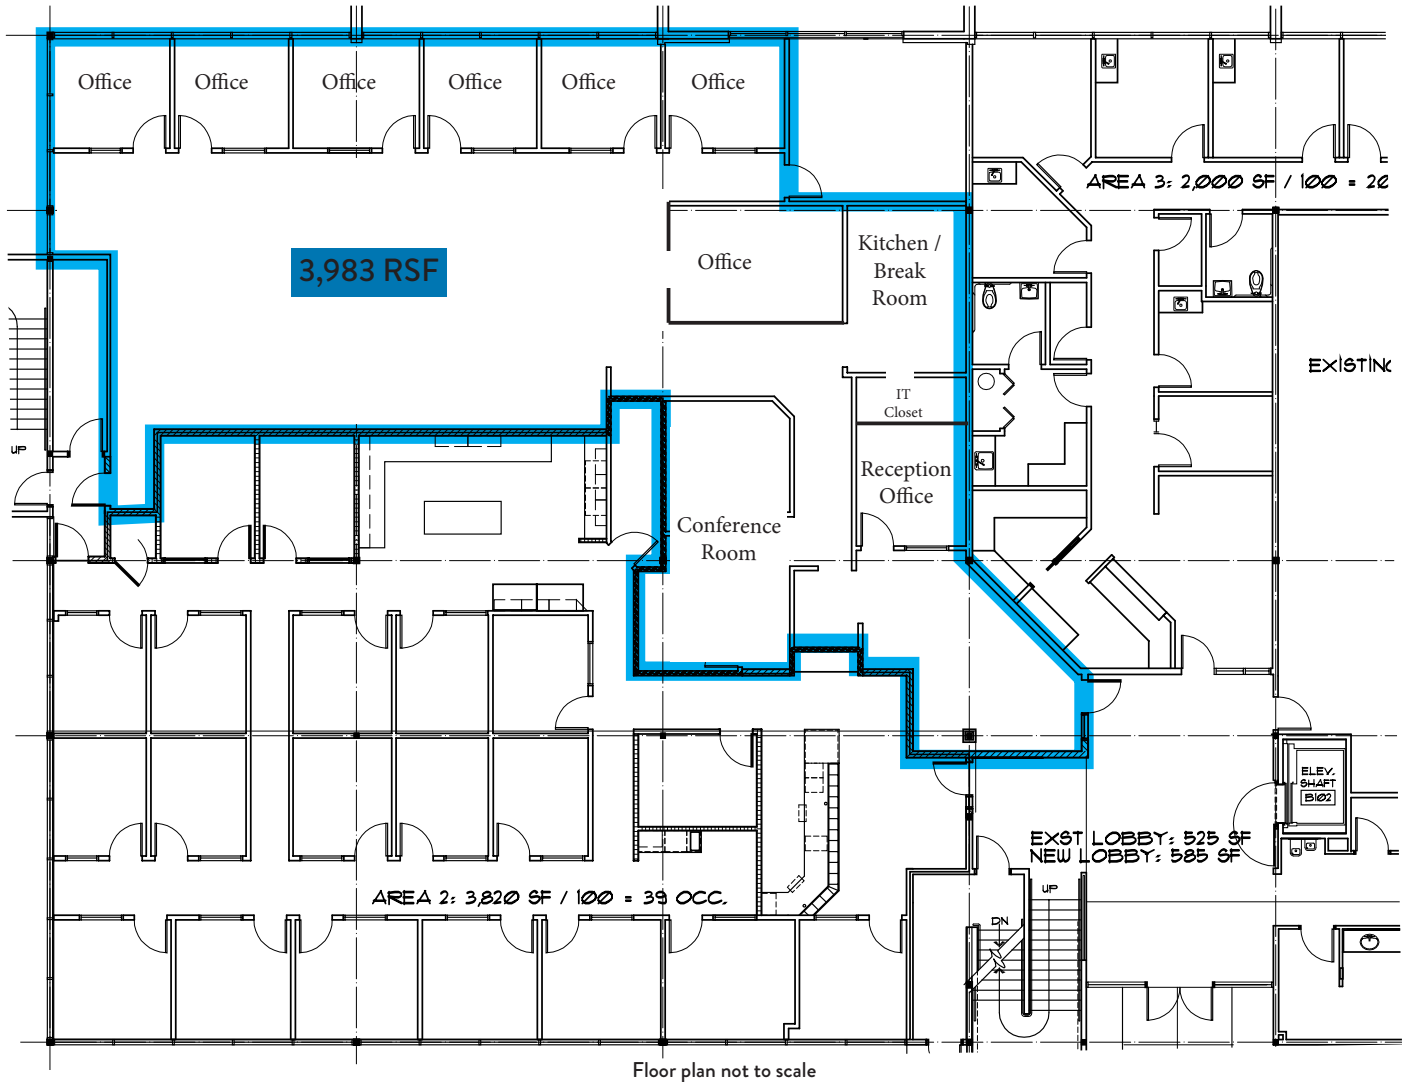 Office
Office
Office
Office
Office
Office
AREA 3: 2,000 SF / 100 = 20
3,983 RSF
Office
Kitchen /
Break
Room
EXISTING
IT
Closet
UP
Reception
Office
Conference
Room
ELEV.
SHAFT
B102
EXST LOBBY: 525 SF
NEW LOBBY: 585 SF
AREA 2: 3,820 SF / 100 = 39 OCC.
UP
DN
Floor plan not to scale